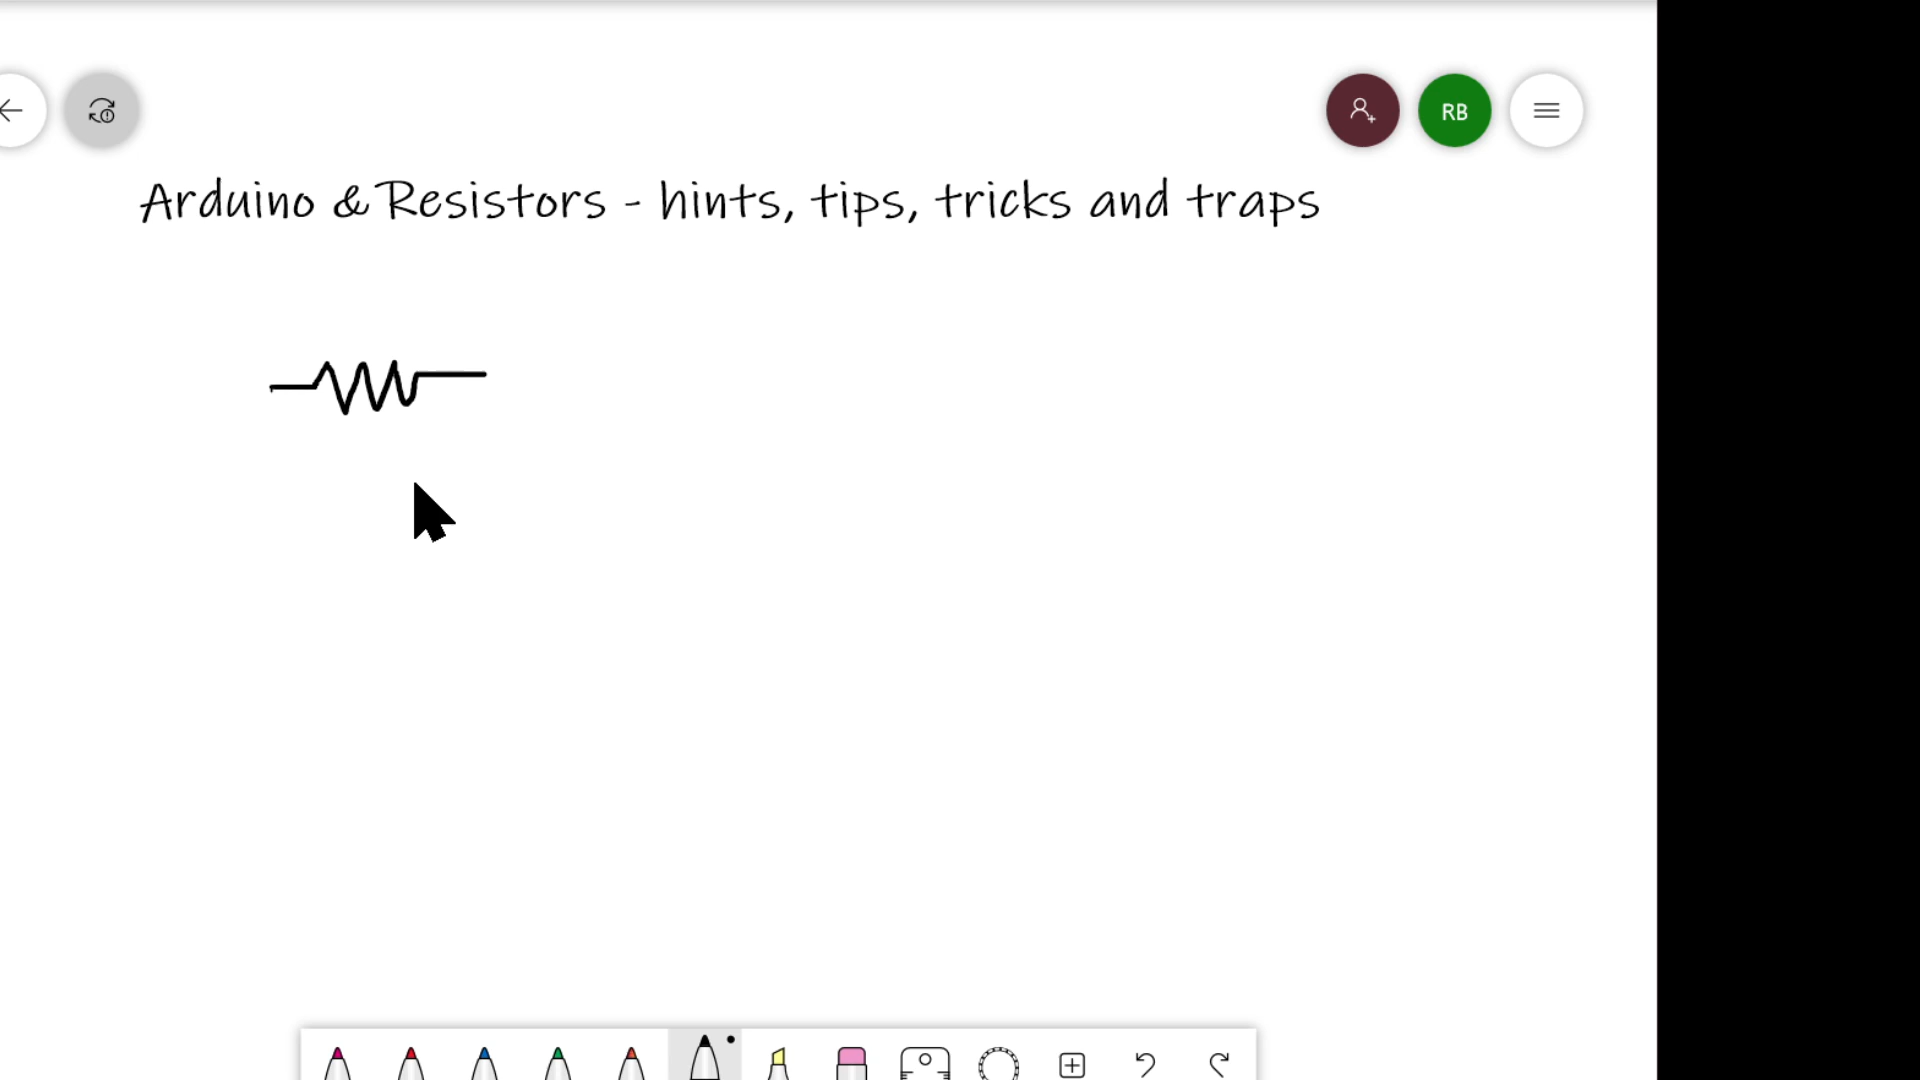 RB
Arduino & Resistors - hints, tips, tricks and traps